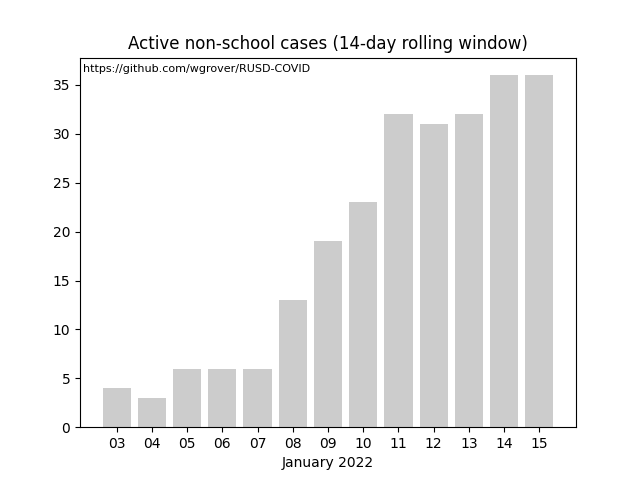 Active non-school cases (14-day rolling window)
https://github.com/wgrover/RUSD-COVID
35
30
25
20
15
10
5
0
03 04 05 06 07 08 09 10 11 12 13 14 15
January 2022